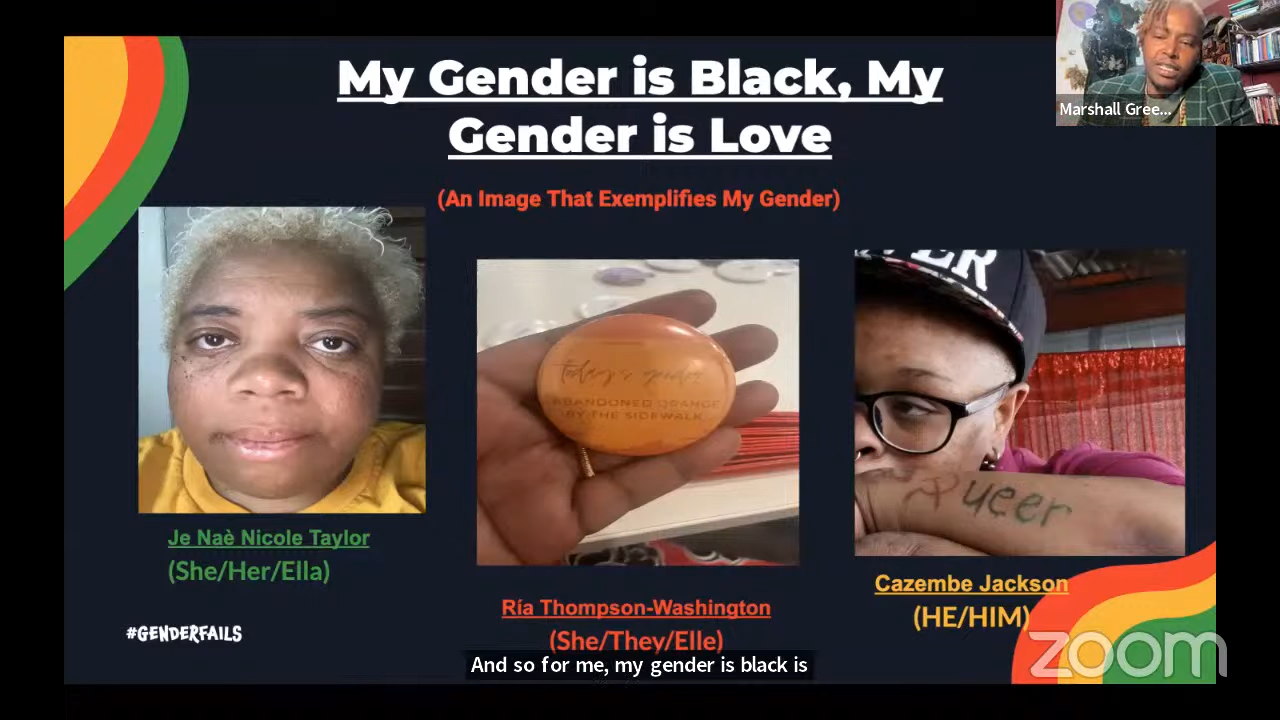 My Gender is Black, My
Gender is Love
(An Image That Exemplifies My Gender)
Marshall Gree...
VER
today's gender:
ABANDONED ORANGE
BY THE SIDEWALK
ueer
Je Naè Nicole Taylor
(She/Her/Ella)
Ría Thompson-Washington
(She/They/Elle)
Cazembe Jackson
(HE/HIM)
#GENDERFAILS
And so for me, my gender is black is
zoom